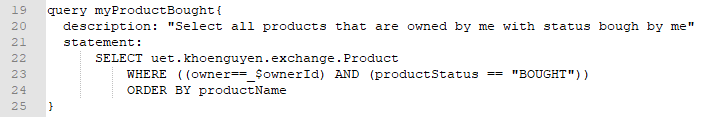 19 query myProductBought{
20 description: "Select all products that are owned by me with status bough by me"
21 statement:
22 SELECT uet.khoenguyen.exchange.Product
23 WHERE ((owner==_$ownerId) AND (productStatus == "BOUGHT"))
24 ORDER BY productName
25 }